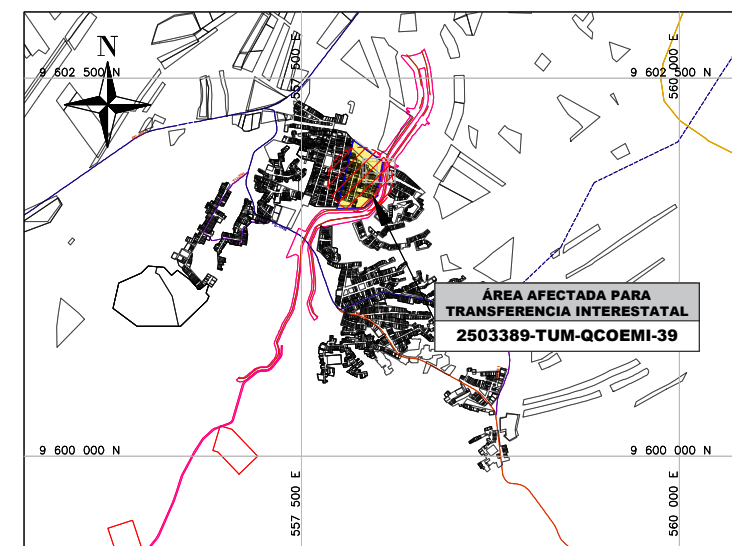 N
9 602 500 N
557 500 E
560 000 E
9 602 500 N
ÁREA AFECTADA PARA
TRANSFERENCIA INTERESTATAL
2503389-TUM-QCOEMI-39
9 600 000 N
557 500 E
9 600 000 N
560 000 E